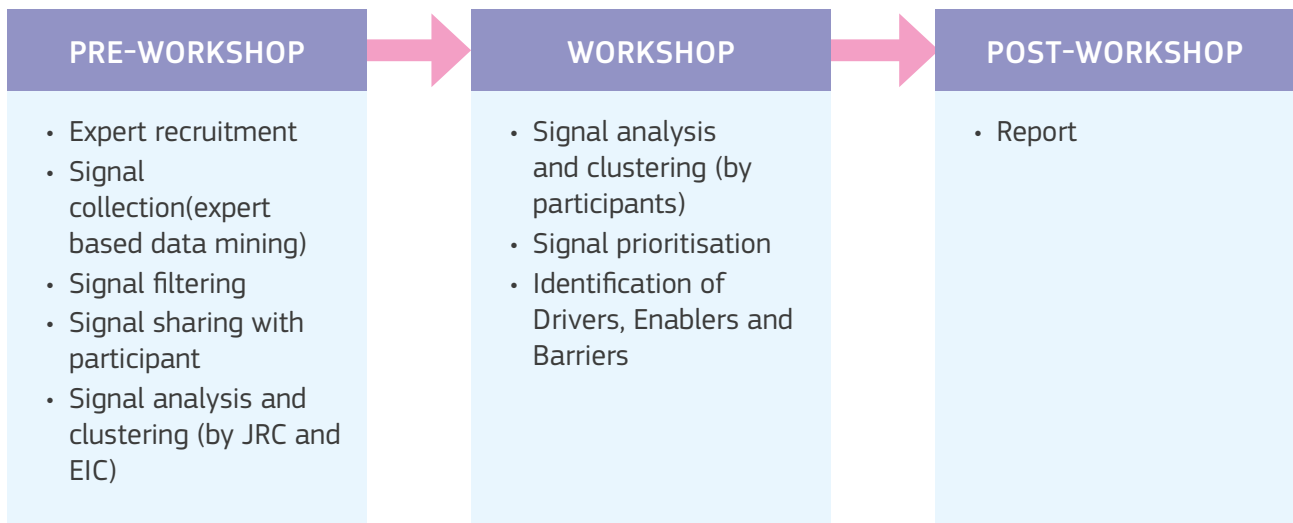 PRE-WORKSHOP
• Expert recruitment
• Signal
collection(expert
based data mining)
• Signal filtering
• Signal sharing with
participant
• Signal analysis and
clustering (by JRC and
EIC)
WORKSHOP
• Signal analysis
and clustering (by
participants)
• Signal prioritisation
• Identification of
Drivers, Enablers and
Barriers
POST-WORKSHOP
• Report